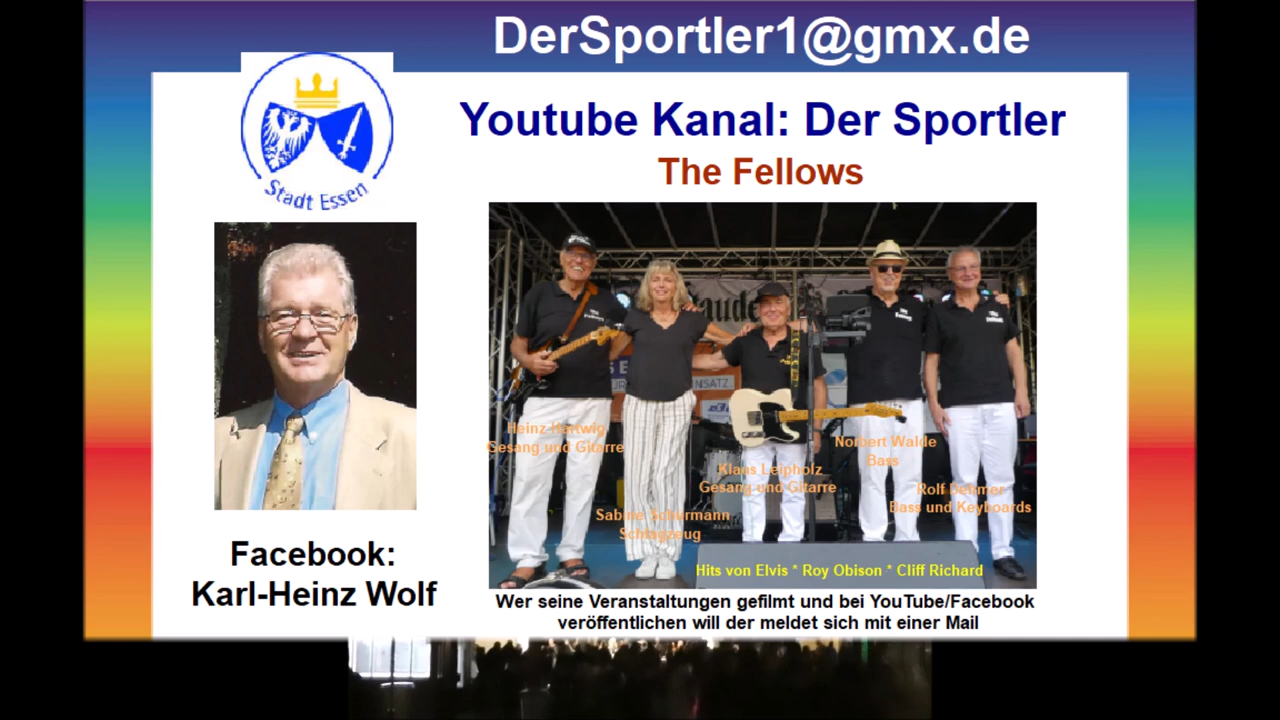 DerSportler1@gmx.de
Youtube Kanal: Der Sportler
The Fellows
Stadt Essen
Heinz Hartwig
Gesang und Gitarre
Norbert Walde
Bass
Klaus Leipholz
Gesang und Gitarre
Rolf
Bass und Keyboards
Sabine Schürmann
Schlagzeug
Hits von Elvis * Roy Obison * Cliff Richard
Facebook:
Karl-Heinz Wolf
Wer seine Veranstaltungen gefilmt und bei YouTube/Facebook
veröffentlichen will der meldet sich mit einer Mail